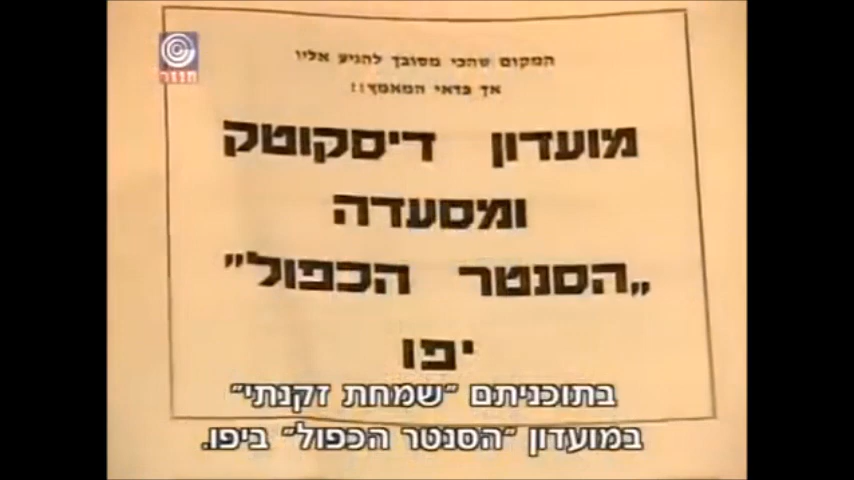 חוזר
המקום שהכי מסובך להגיע אליו
אך כדאי המאמץ!!
מועדון דיסקוטק
ומסעדה
„הסנטר הכפול"
יפו
בתוכניתם "שמחת זקנתי"
במועדון "הסנטר הכפול" ביפו.